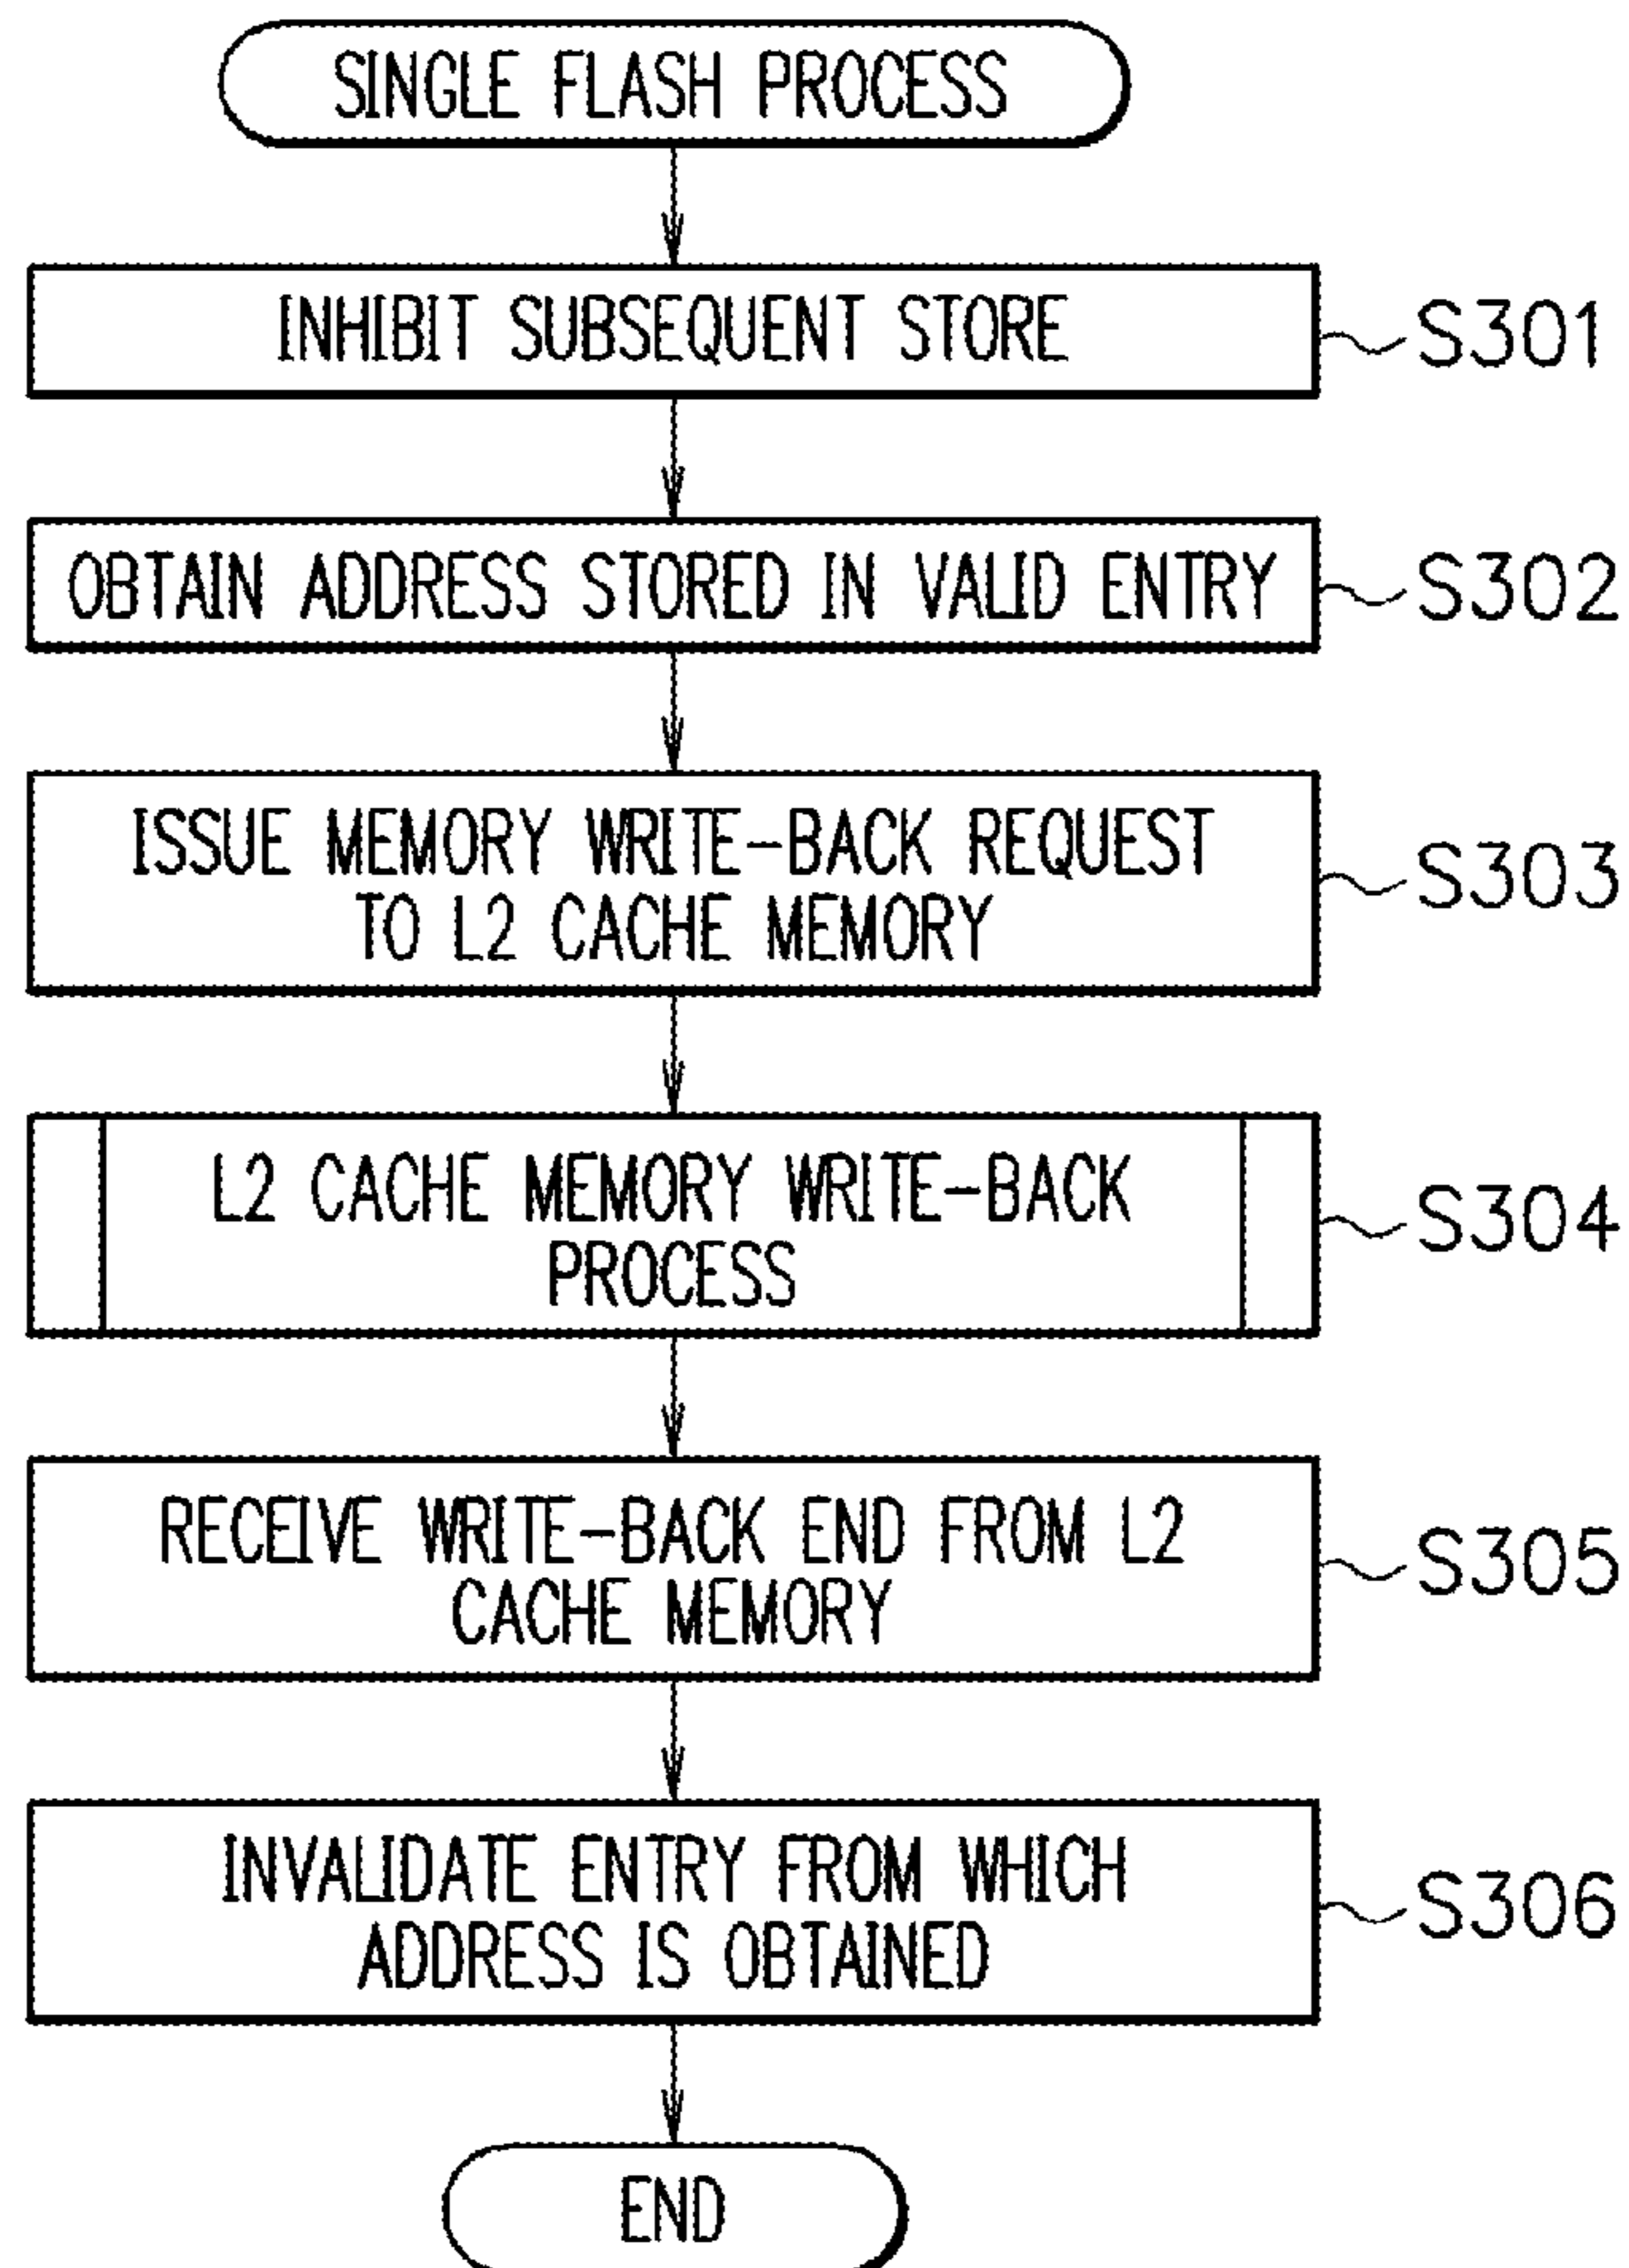 SINGLE FLASH PROCESS
INHIBIT SUBSEQUENT STORE
S301
OBTAIN ADDRESS STORED IN VALID ENTRY
S302
ISSUE MEMORY WRITE-BACK REQUEST
TO L2 CACHE MEMORY
S303
L2 CACHE MEMORY WRITE-BACK
PROCESS
S304
RECEIVE WRITE-BACK END FROM L2
CACHE MEMORY
S305
INVALIDATE ENTRY FROM WHICH
ADDRESS IS OBTAINED
S306
END